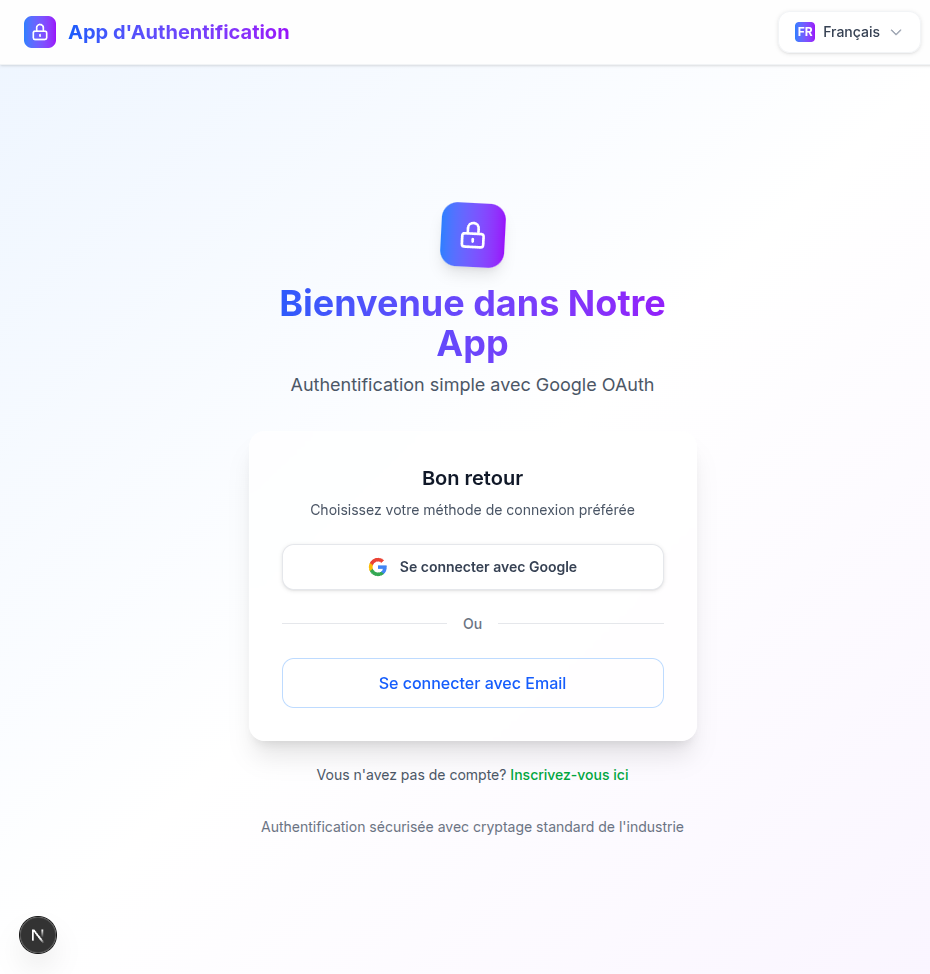 App d'Authentification
FR Français
Bienvenue dans Notre
App
Authentification simple avec Google OAuth
Bon retour
Choisissez votre méthode de connexion préférée
Se connecter avec Google
Ou
Se connecter avec Email
Vous n'avez pas de compte? Inscrivez-vous ici
Authentification sécurisée avec cryptage standard de l'industrie
N